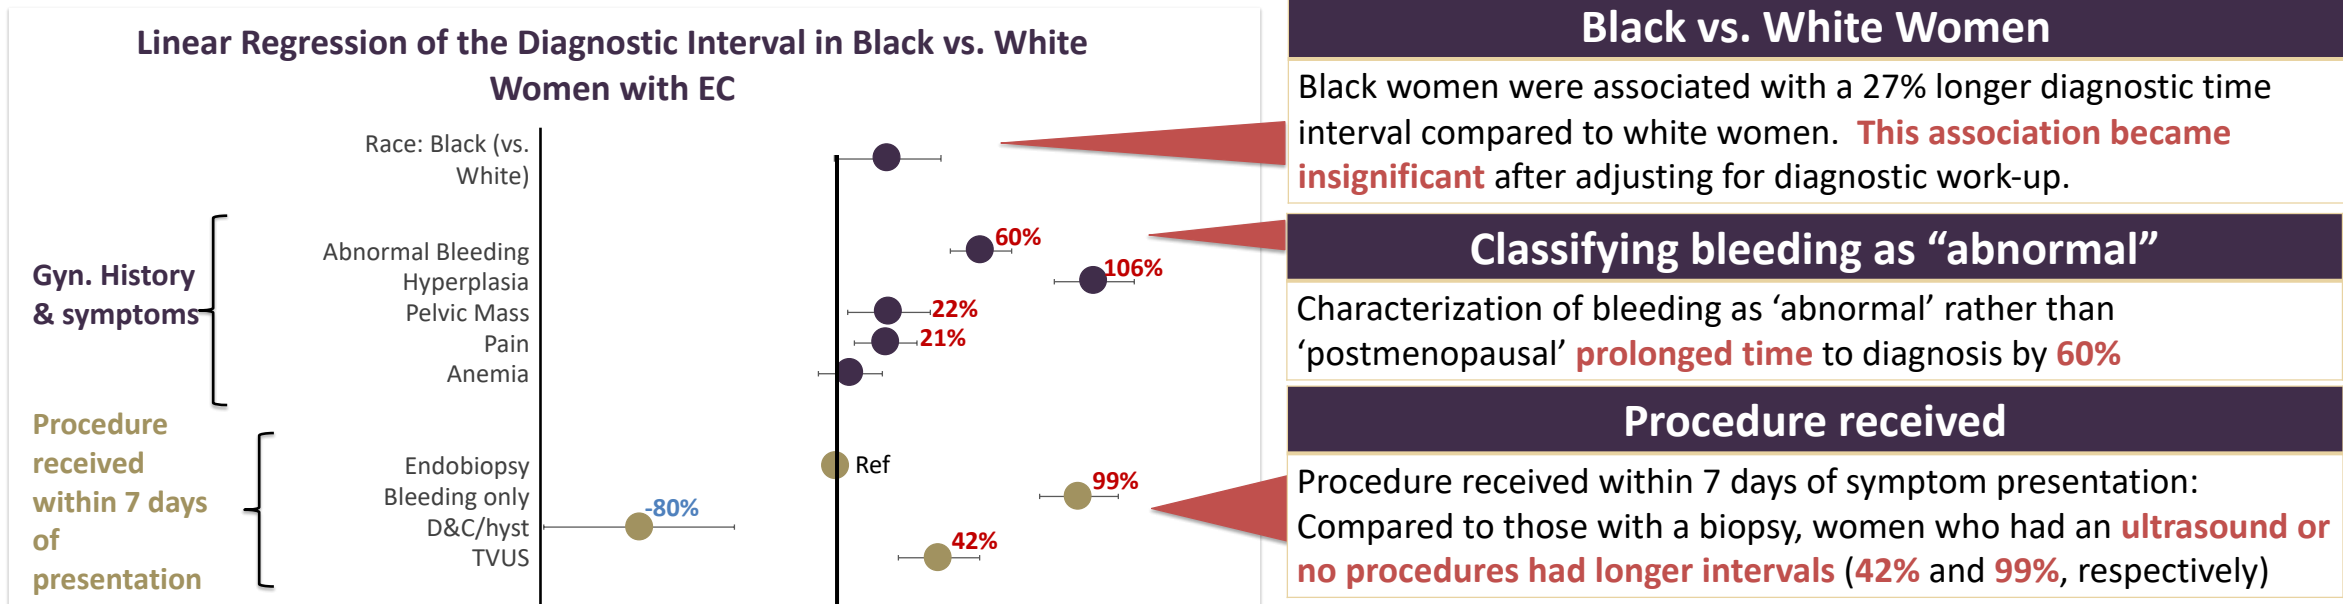 Linear Regression of the Diagnostic Interval in Black vs. White
Women with EC
Race: Black (vs.
White)
Gyn. History
& symptoms
Abnormal Bleeding
Hyperplasia
Pelvic Mass
Pain
Anemia
60%
106%
22%
21%
Procedure
received
within 7 days
of
presentation
Endobiopsy
Bleeding only
D&C/hyst
TVUS
Ref
99%
-80%
42%
Black vs. White Women
Black women were associated with a 27% longer diagnostic time
interval compared to white women. This association became
insignificant after adjusting for diagnostic work-up.
Classifying bleeding as “abnormal”
Characterization of bleeding as ‘abnormal’ rather than
‘postmenopausal’ prolonged time to diagnosis by 60%
Procedure received
Procedure received within 7 days of symptom presentation:
Compared to those with a biopsy, women who had an ultrasound or
no procedures had longer intervals (42% and 99%, respectively)